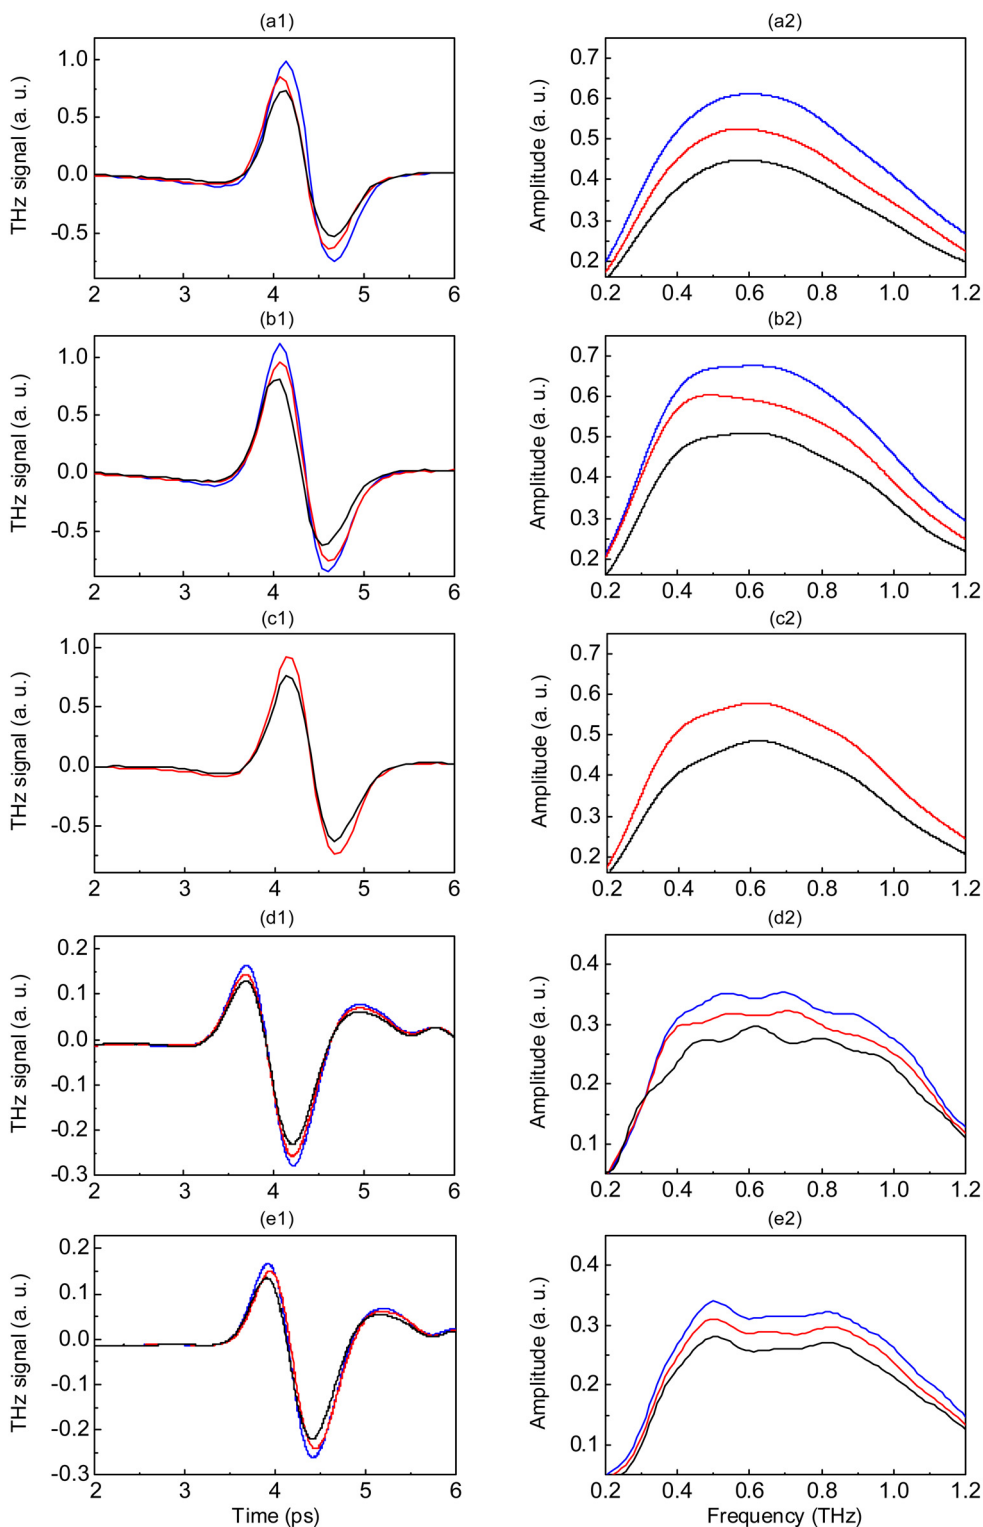 (a1)
THz signal (a. u.)
1.0
0.5
0.0
-0.5
2 3 4 5 6
(a2)
Amplitude (a. u.)
0.7
0.6
0.5
0.4
0.3
0.2
0.2 0.4 0.6 0.8 1.0 1.2
(b1)
THz signal (a. u.)
1.0
0.5
0.0
-0.5
2 3 4 5 6
(b2)
Amplitude (a. u.)
0.7
0.6
0.5
0.4
0.3
0.2
0.2 0.4 0.6 0.8 1.0 1.2
(c1)
THz signal (a. u.)
1.0
0.5
0.0
-0.5
2 3 4 5 6
(c2)
Amplitude (a. u.)
0.7
0.6
0.5
0.4
0.3
0.2
0.2 0.4 0.6 0.8 1.0 1.2
(d1)
THz signal (a. u.)
0.2
0.1
0.0
-0.1
-0.2
-0.3
2 3 4 5 6
(d2)
Amplitude (a. u.)
0.4
0.3
0.2
0.1
0.2 0.4 0.6 0.8 1.0 1.2
(e1)
THz signal (a. u.)
0.2
0.1
0.0
-0.1
-0.2
-0.3
2 3 4 5 6
Time (ps)
(e2)
Amplitude (a. u.)
0.4
0.3
0.2
0.1
0.2 0.4 0.6 0.8 1.0 1.2
Frequency (THz)